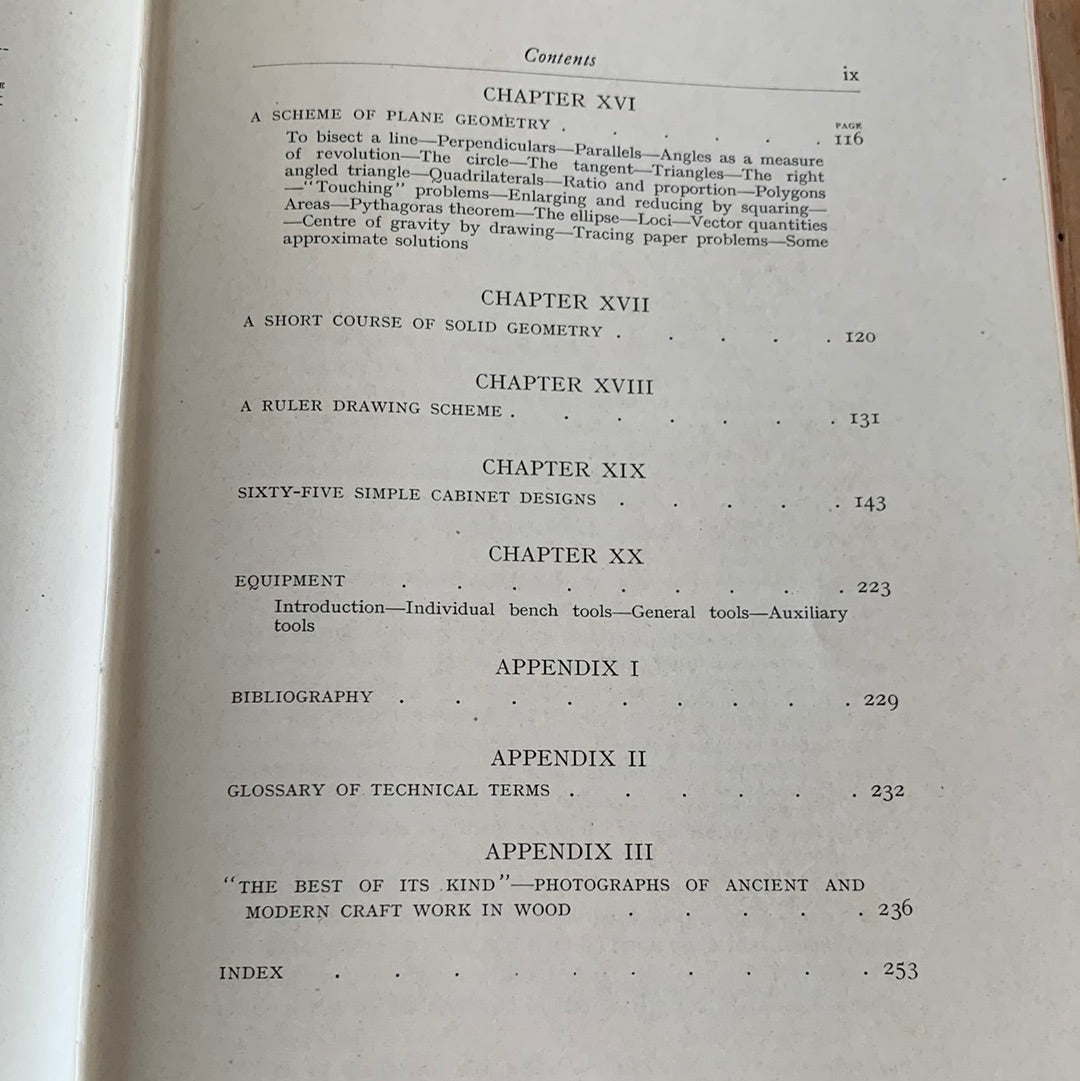 Contents
ix
CHAPTER XVI
PAGE
A SCHEME OF PLANE GEOMETRY . . . . . . 116
To bisect a line—Perpendiculars—Parallels—Angles as a measure
of revolution—The circle—The tangent—Triangles—The right
angled triangle—Quadrilaterals—Ratio and proportion—Polygons
—"Touching" problems—Enlarging and reducing by squaring—
Areas—Pythagoras theorem—The ellipse—Loci—Vector quantities
—Centre of gravity by drawing—Tracing paper problems—Some
approximate solutions
CHAPTER XVII
A SHORT COURSE OF SOLID GEOMETRY . . . . . 120
CHAPTER XVIII
A RULER DRAWING SCHEME . . . . . . . 131
CHAPTER XIX
SIXTY-FIVE SIMPLE CABINET DESIGNS . . . . . 143
CHAPTER XX
EQUIPMENT . . . . . . . . . 223
Introduction—Individual bench tools—General tools—Auxiliary
tools
APPENDIX I
BIBLIOGRAPHY . . . . . . . . . 229
APPENDIX II
GLOSSARY OF TECHNICAL TERMS . . . . . . 232
APPENDIX III
"THE BEST OF ITS KIND"—PHOTOGRAPHS OF ANCIENT AND
MODERN CRAFT WORK IN WOOD . . . . . 236
INDEX . . . . . . . . . . 253